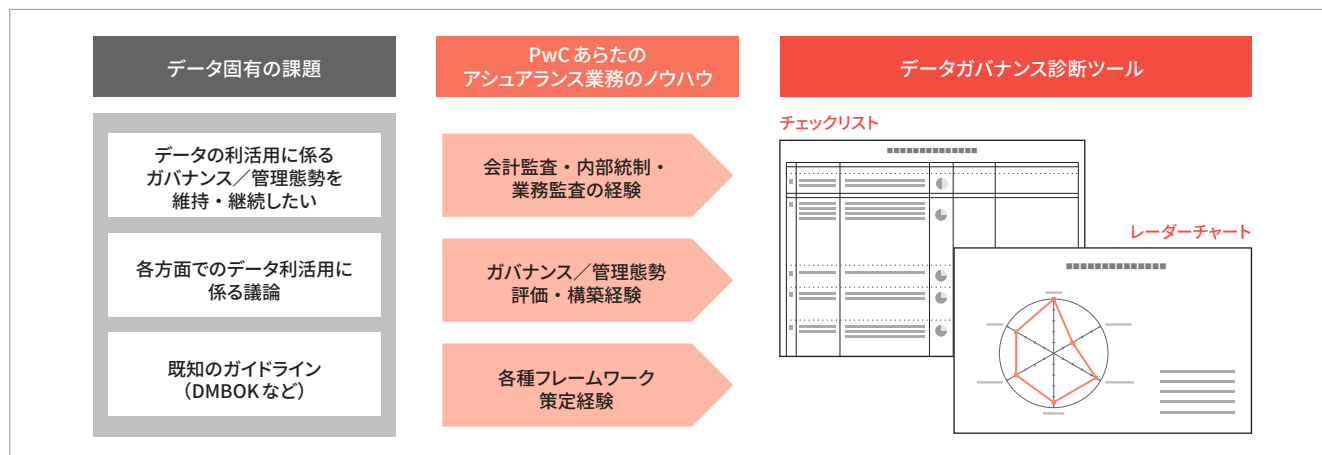 データ固有の課題
データの利活用に係る
ガバナンス／管理態勢を
維持・継続したい
各方面でのデータ利活用に
係る議論
既知のガイドライン
（DMBOKなど）
PwCあらたの
アシュアランス業務のノウハウ
会計監査・内部統制・
業務監査の経験
ガバナンス／管理態勢
評価・構築経験
各種フレームワーク
策定経験
データガバナンス診断ツール
チェックリスト
レーダーチャート